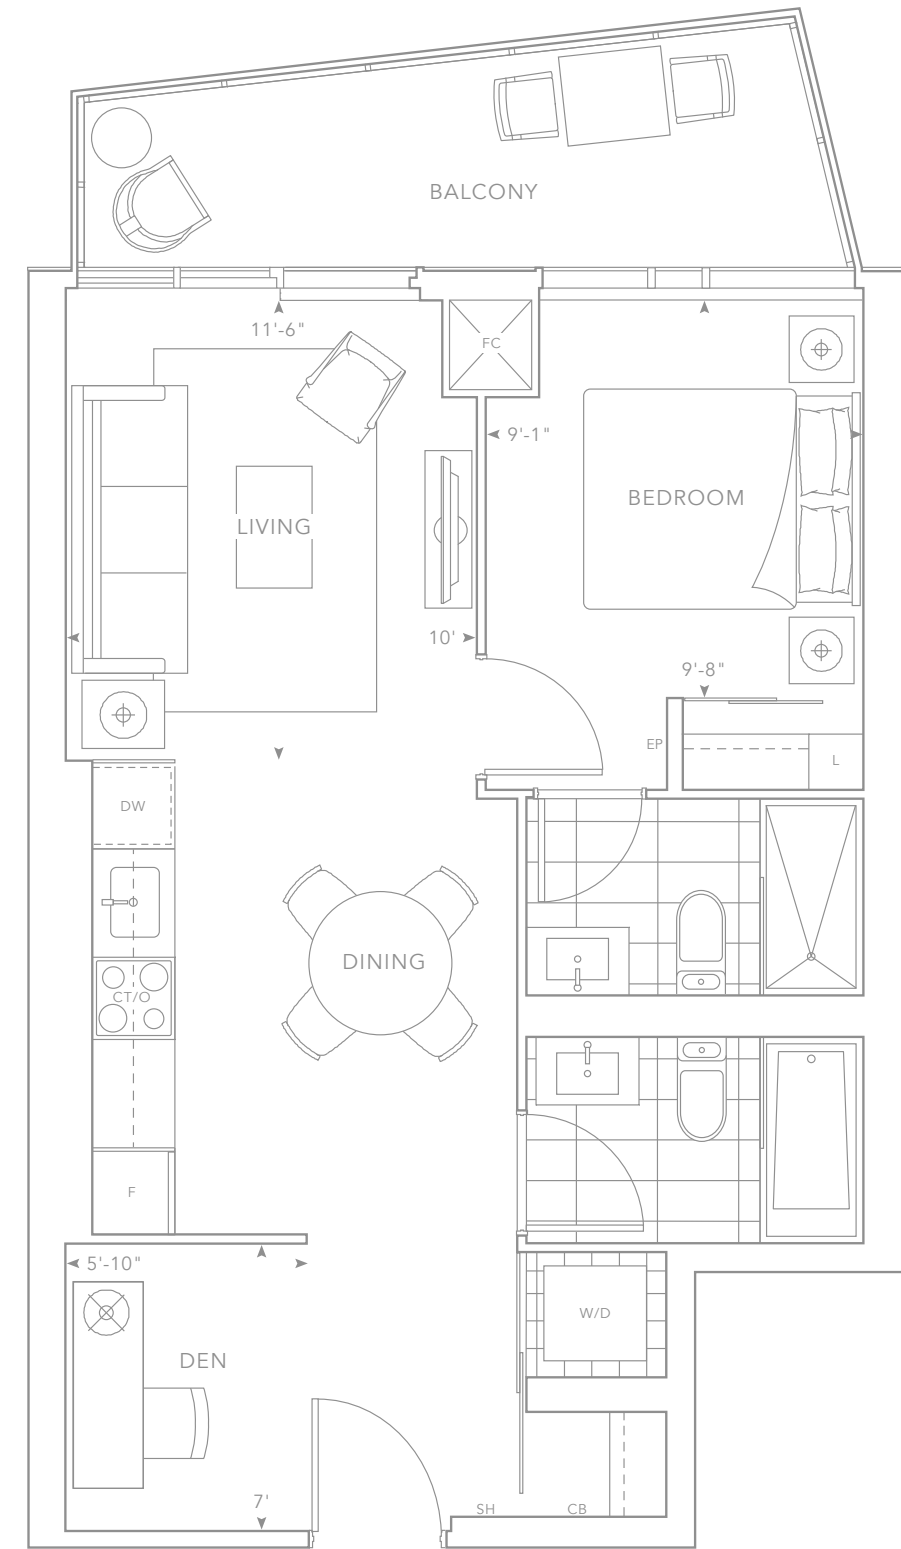 BALCONY
11'-6"
FC
9'-1"
BEDROOM
LIVING
10'
9'-8"
EP
L
DW
DINING
CT/O
F
5'-10"
W/D
DEN
7'
SH
CB